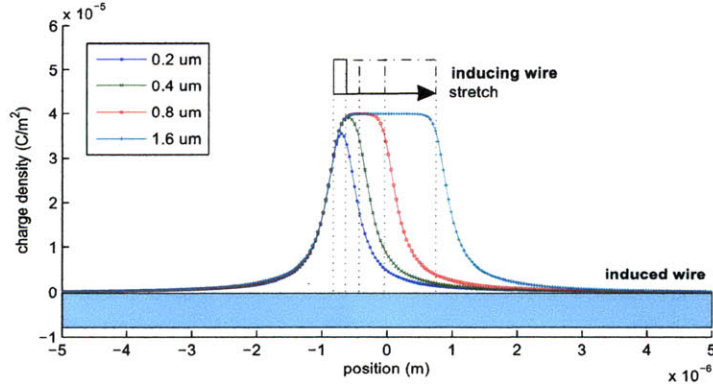 x 10⁻⁵
6
5
4
3
2
1
0
−1
charge density (C/m²)
0.2 um
0.4 um
0.8 um
1.6 um
inducing wire
stretch
induced wire
−5 −4 −3 −2 −1 0 1 2 3 4 5
position (m)
x 10⁻⁶